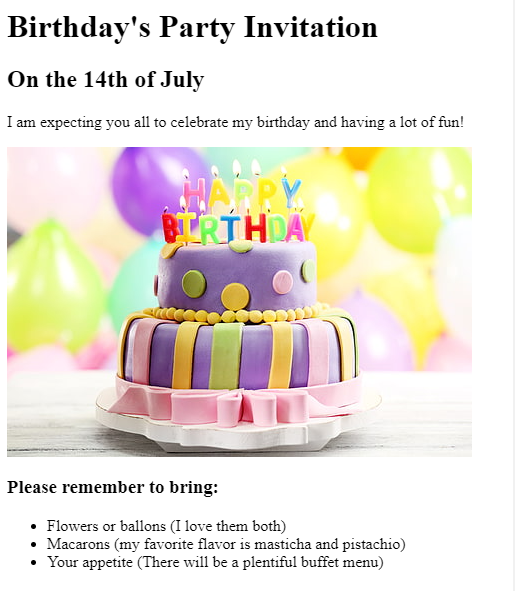 Birthday's Party Invitation
On the 14th of July
I am expecting you all to celebrate my birthday and having a lot of fun!
HAPPY
BIRTHDAY
Please remember to bring:
• Flowers or ballons (I love them both)
• Macarons (my favorite flavor is masticha and pistachio)
• Your appetite (There will be a plentiful buffet menu)